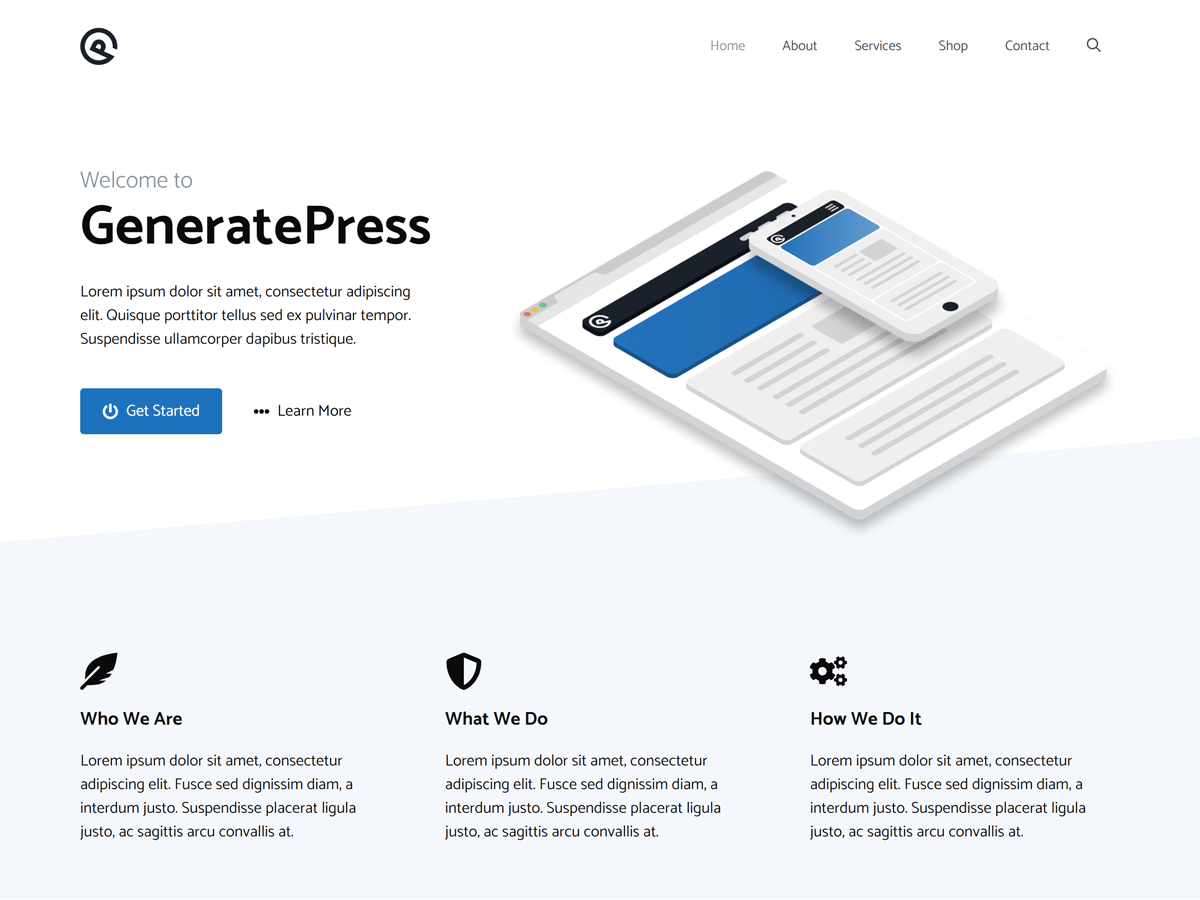 Home About Services Shop Contact
Welcome to
GeneratePress
Lorem ipsum dolor sit amet, consectetur adipiscing
elit. Quisque porttitor tellus sed ex pulvinar tempor.
Suspendisse ullamcorper dapibus tristique.
Get Started ••• Learn More
Who We Are
Lorem ipsum dolor sit amet, consectetur
adipiscing elit. Fusce sed dignissim diam, a
interdum justo. Suspendisse placerat ligula
justo, ac sagittis arcu convallis at.
What We Do
Lorem ipsum dolor sit amet, consectetur
adipiscing elit. Fusce sed dignissim diam, a
interdum justo. Suspendisse placerat ligula
justo, ac sagittis arcu convallis at.
How We Do It
Lorem ipsum dolor sit amet, consectetur
adipiscing elit. Fusce sed dignissim diam, a
interdum justo. Suspendisse placerat ligula
justo, ac sagittis arcu convallis at.